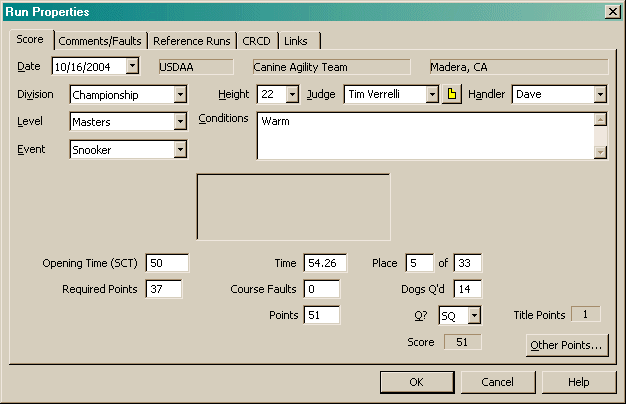 Run Properties
Score Comments/Faults Reference Runs CRCD Links
Date 10/16/2004 USDAA Canine Agility Team Madera, CA
Division Championship Height 22 Judge Tim Verrelli Handler Dave
Level Masters Conditions Warm
Event Snooker
Opening Time (SCT) 50 Time 54.26 Place 5 of 33
Required Points 37 Course Faults 0 Dogs Q'd 14
Points 51 Q? SQ Title Points 1
Score 51 Other Points...
OK Cancel Help